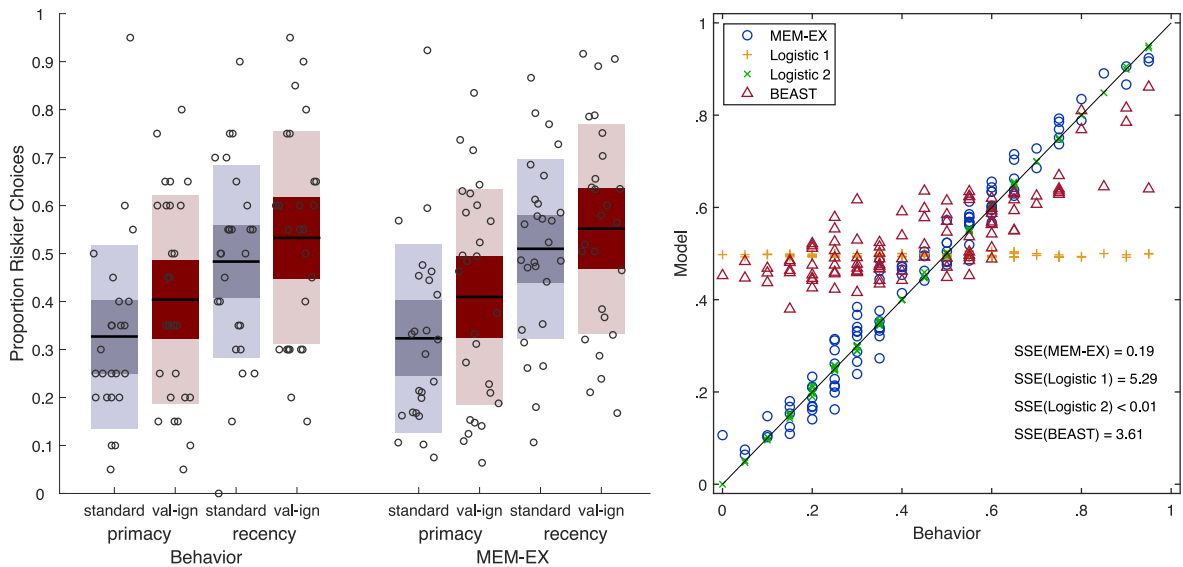 Proportion Riskier Choices
1
0.9
0.8
0.7
0.6
0.5
0.4
0.3
0.2
0.1
0
standard val-ign standard val-ign standard val-ign standard val-ign
primacy recency primacy recency
Behavior MEM-EX
Model
1
.8
.6
.4
.2
0
MEM-EX
Logistic 1
Logistic 2
BEAST
SSE(MEM-EX) = 0.19
SSE(Logistic 1) = 5.29
SSE(Logistic 2) < 0.01
SSE(BEAST) = 3.61
0 .2 .4 .6 .8 1
Behavior